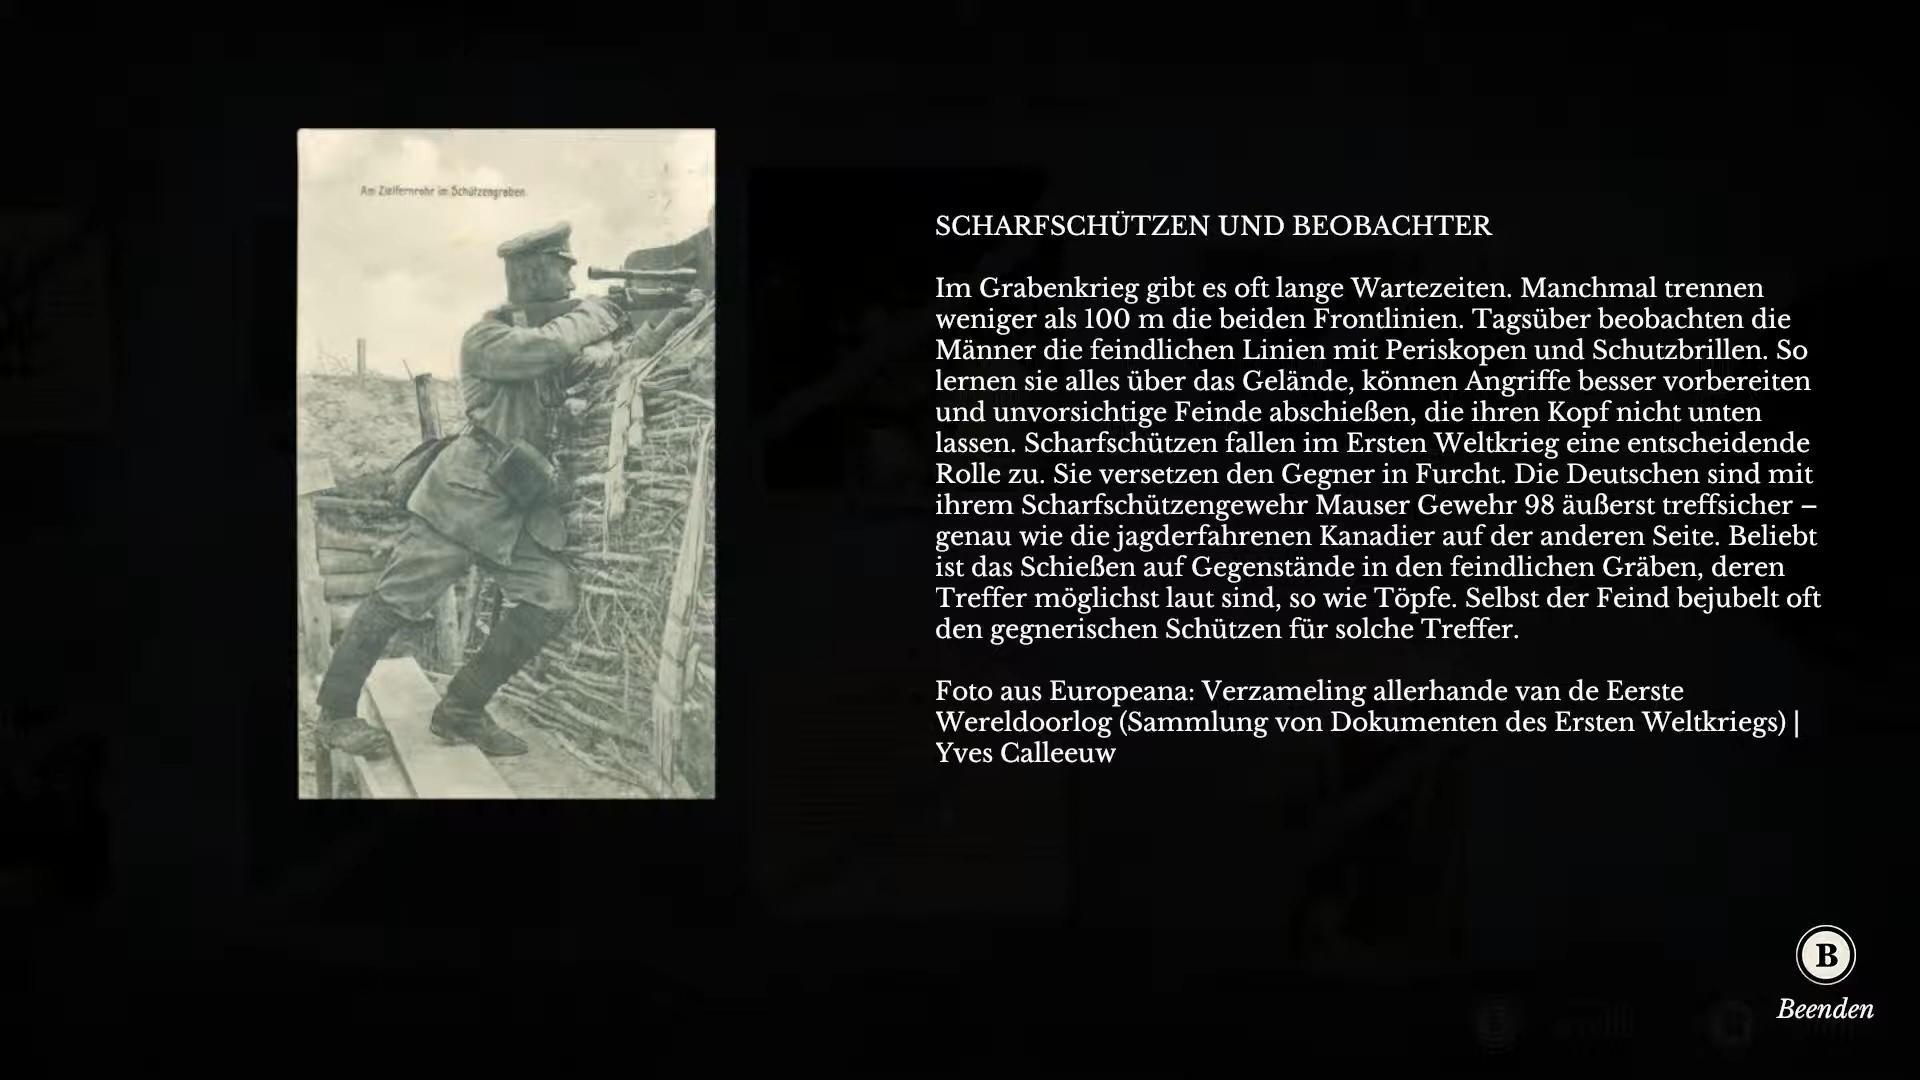 Am Zielfernrohr im Schützengraben.
SCHARFSCHÜTZEN UND BEOBACHTER
Im Grabenkrieg gibt es oft lange Wartezeiten. Manchmal trennen
weniger als 100 m die beiden Frontlinien. Tagsüber beobachten die
Männer die feindlichen Linien mit Periskopen und Schutzbrillen. So
lernen sie alles über das Gelände, können Angriffe besser vorbereiten
und unvorsichtige Feinde abschießen, die ihren Kopf nicht unten
lassen. Scharfschützen fallen im Ersten Weltkrieg eine entscheidende
Rolle zu. Sie versetzen den Gegner in Furcht. Die Deutschen sind mit
ihrem Scharfschützengewehr Mauser Gewehr 98 äußerst treffsicher –
genau wie die jagderfahrenen Kanadier auf der anderen Seite. Beliebt
ist das Schießen auf Gegenstände in den feindlichen Gräben, deren
Treffer möglichst laut sind, so wie Töpfe. Selbst der Feind bejubelt oft
den gegnerischen Schützen für solche Treffer.
Foto aus Europeana: Verzameling allerhande van de Eerste
Wereldoorlog (Sammlung von Dokumenten des Ersten Weltkriegs) |
Yves Calleeuw
B
Beenden